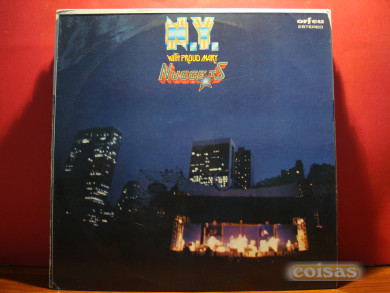 N.Y.
WITH PROUD MARY
NUGGETS
orfeu
ESTEREO
coisas